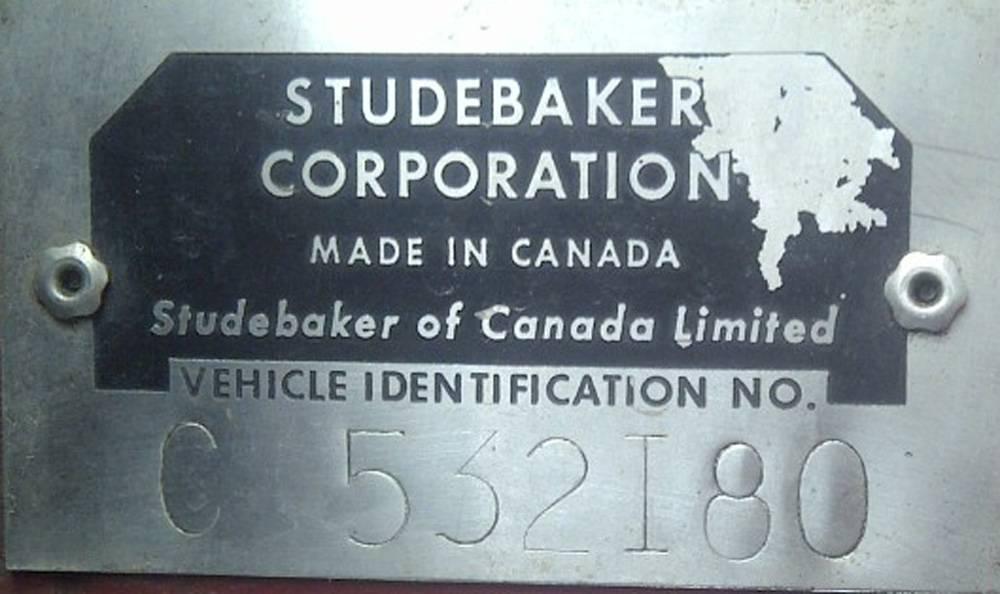 STUDEBAKER
CORPORATION
MADE IN CANADA
Studebaker of Canada Limited
VEHICLE IDENTIFICATION NO.
C 532180